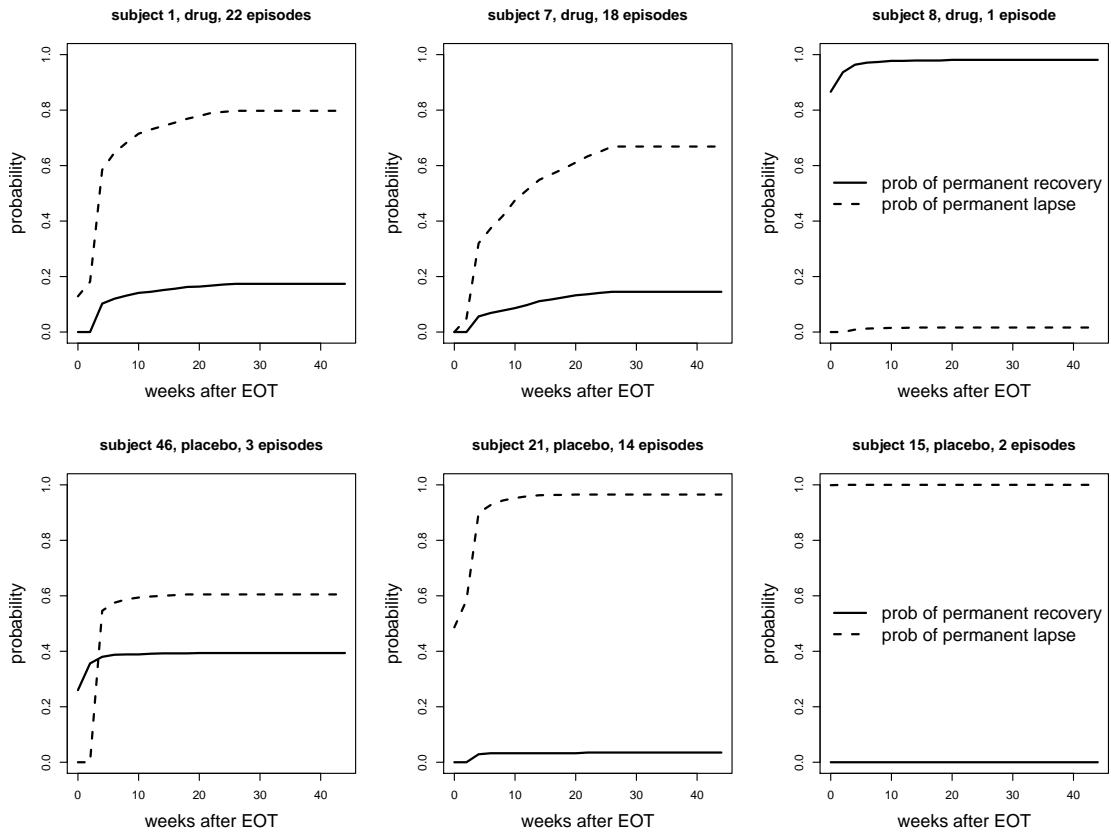 subject 1, drug, 22 episodes
probability
1.0
0.8
0.6
0.4
0.2
0.0
0 10 20 30 40
weeks after EOT
subject 7, drug, 18 episodes
probability
1.0
0.8
0.6
0.4
0.2
0.0
0 10 20 30 40
weeks after EOT
subject 8, drug, 1 episode
probability
1.0
0.8
0.6
0.4
0.2
0.0
prob of permanent recovery
prob of permanent lapse
0 10 20 30 40
weeks after EOT
subject 46, placebo, 3 episodes
probability
1.0
0.8
0.6
0.4
0.2
0.0
0 10 20 30 40
weeks after EOT
subject 21, placebo, 14 episodes
probability
1.0
0.8
0.6
0.4
0.2
0.0
0 10 20 30 40
weeks after EOT
subject 15, placebo, 2 episodes
probability
1.0
0.8
0.6
0.4
0.2
0.0
prob of permanent recovery
prob of permanent lapse
0 10 20 30 40
weeks after EOT